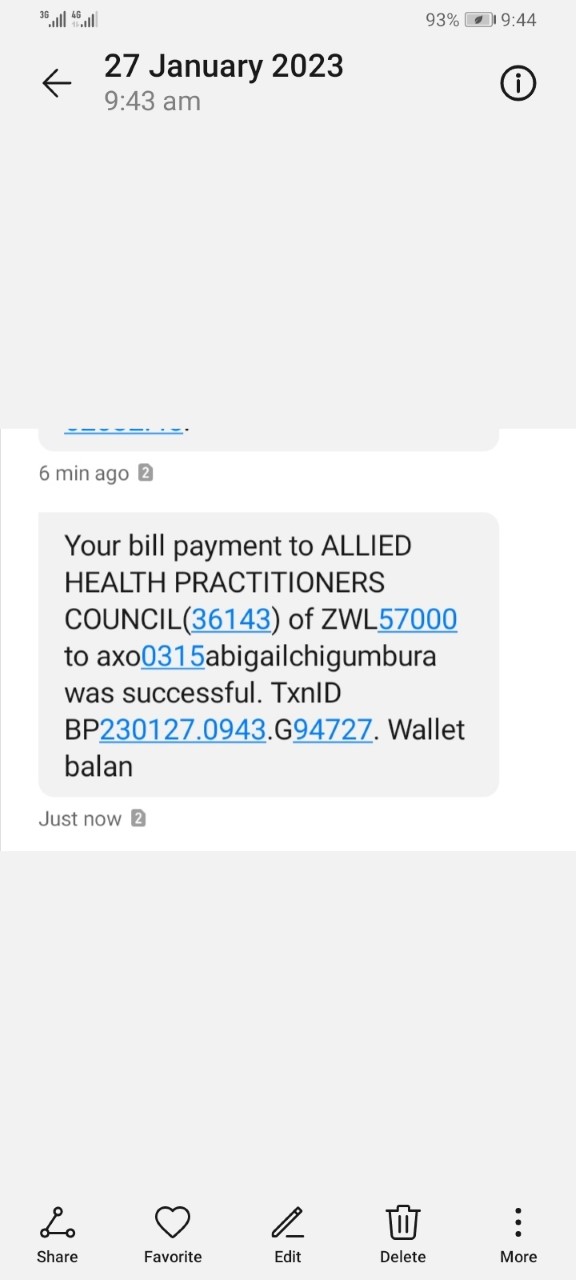 3G 4G 93% 9:44
27 January 2023
9:43 am
6 min ago 2
Your bill payment to ALLIED
HEALTH PRACTITIONERS
COUNCIL(36143) of ZWL57000
to axo0315abigailchigumbura
was successful. TxnID
BP230127.0943.G94727. Wallet
balan
Just now 2
Share Favorite Edit Delete More